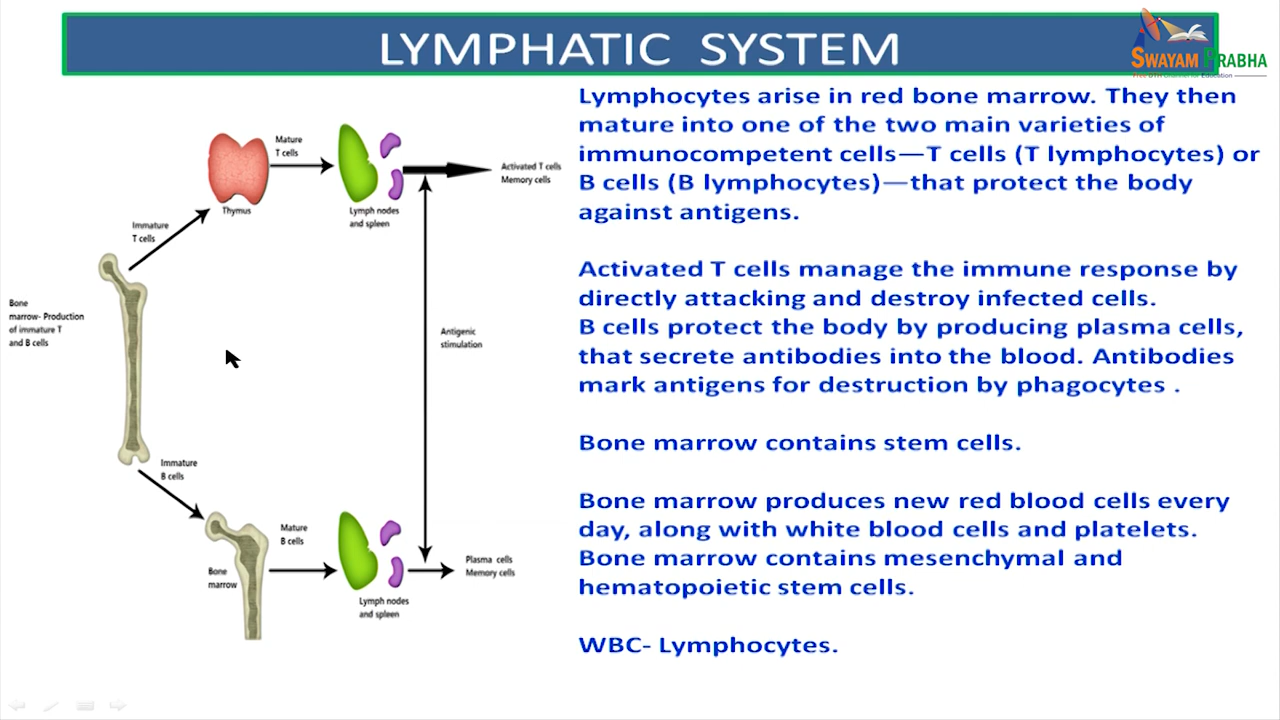 LYMPHATIC SYSTEM
SWAYAM PRABHA
Free DTH Channel for Education
Mature
T cells
Activated T cells
Memory cells
Thymus
Lymph nodes
and spleen
Immature
T cells
Bone
marrow- Production
of immature T
and B cells
Antigenic
stimulation
Immature
B cells
Mature
B cells
Bone
marrow
Plasma cells
Memory cells
Lymph nodes
and spleen
Lymphocytes arise in red bone marrow. They then
mature into one of the two main varieties of
immunocompetent cells—T cells (T lymphocytes) or
B cells (B lymphocytes)—that protect the body
against antigens.
Activated T cells manage the immune response by
directly attacking and destroy infected cells.
B cells protect the body by producing plasma cells,
that secrete antibodies into the blood. Antibodies
mark antigens for destruction by phagocytes .
Bone marrow contains stem cells.
Bone marrow produces new red blood cells every
day, along with white blood cells and platelets.
Bone marrow contains mesenchymal and
hematopoietic stem cells.
WBC- Lymphocytes.